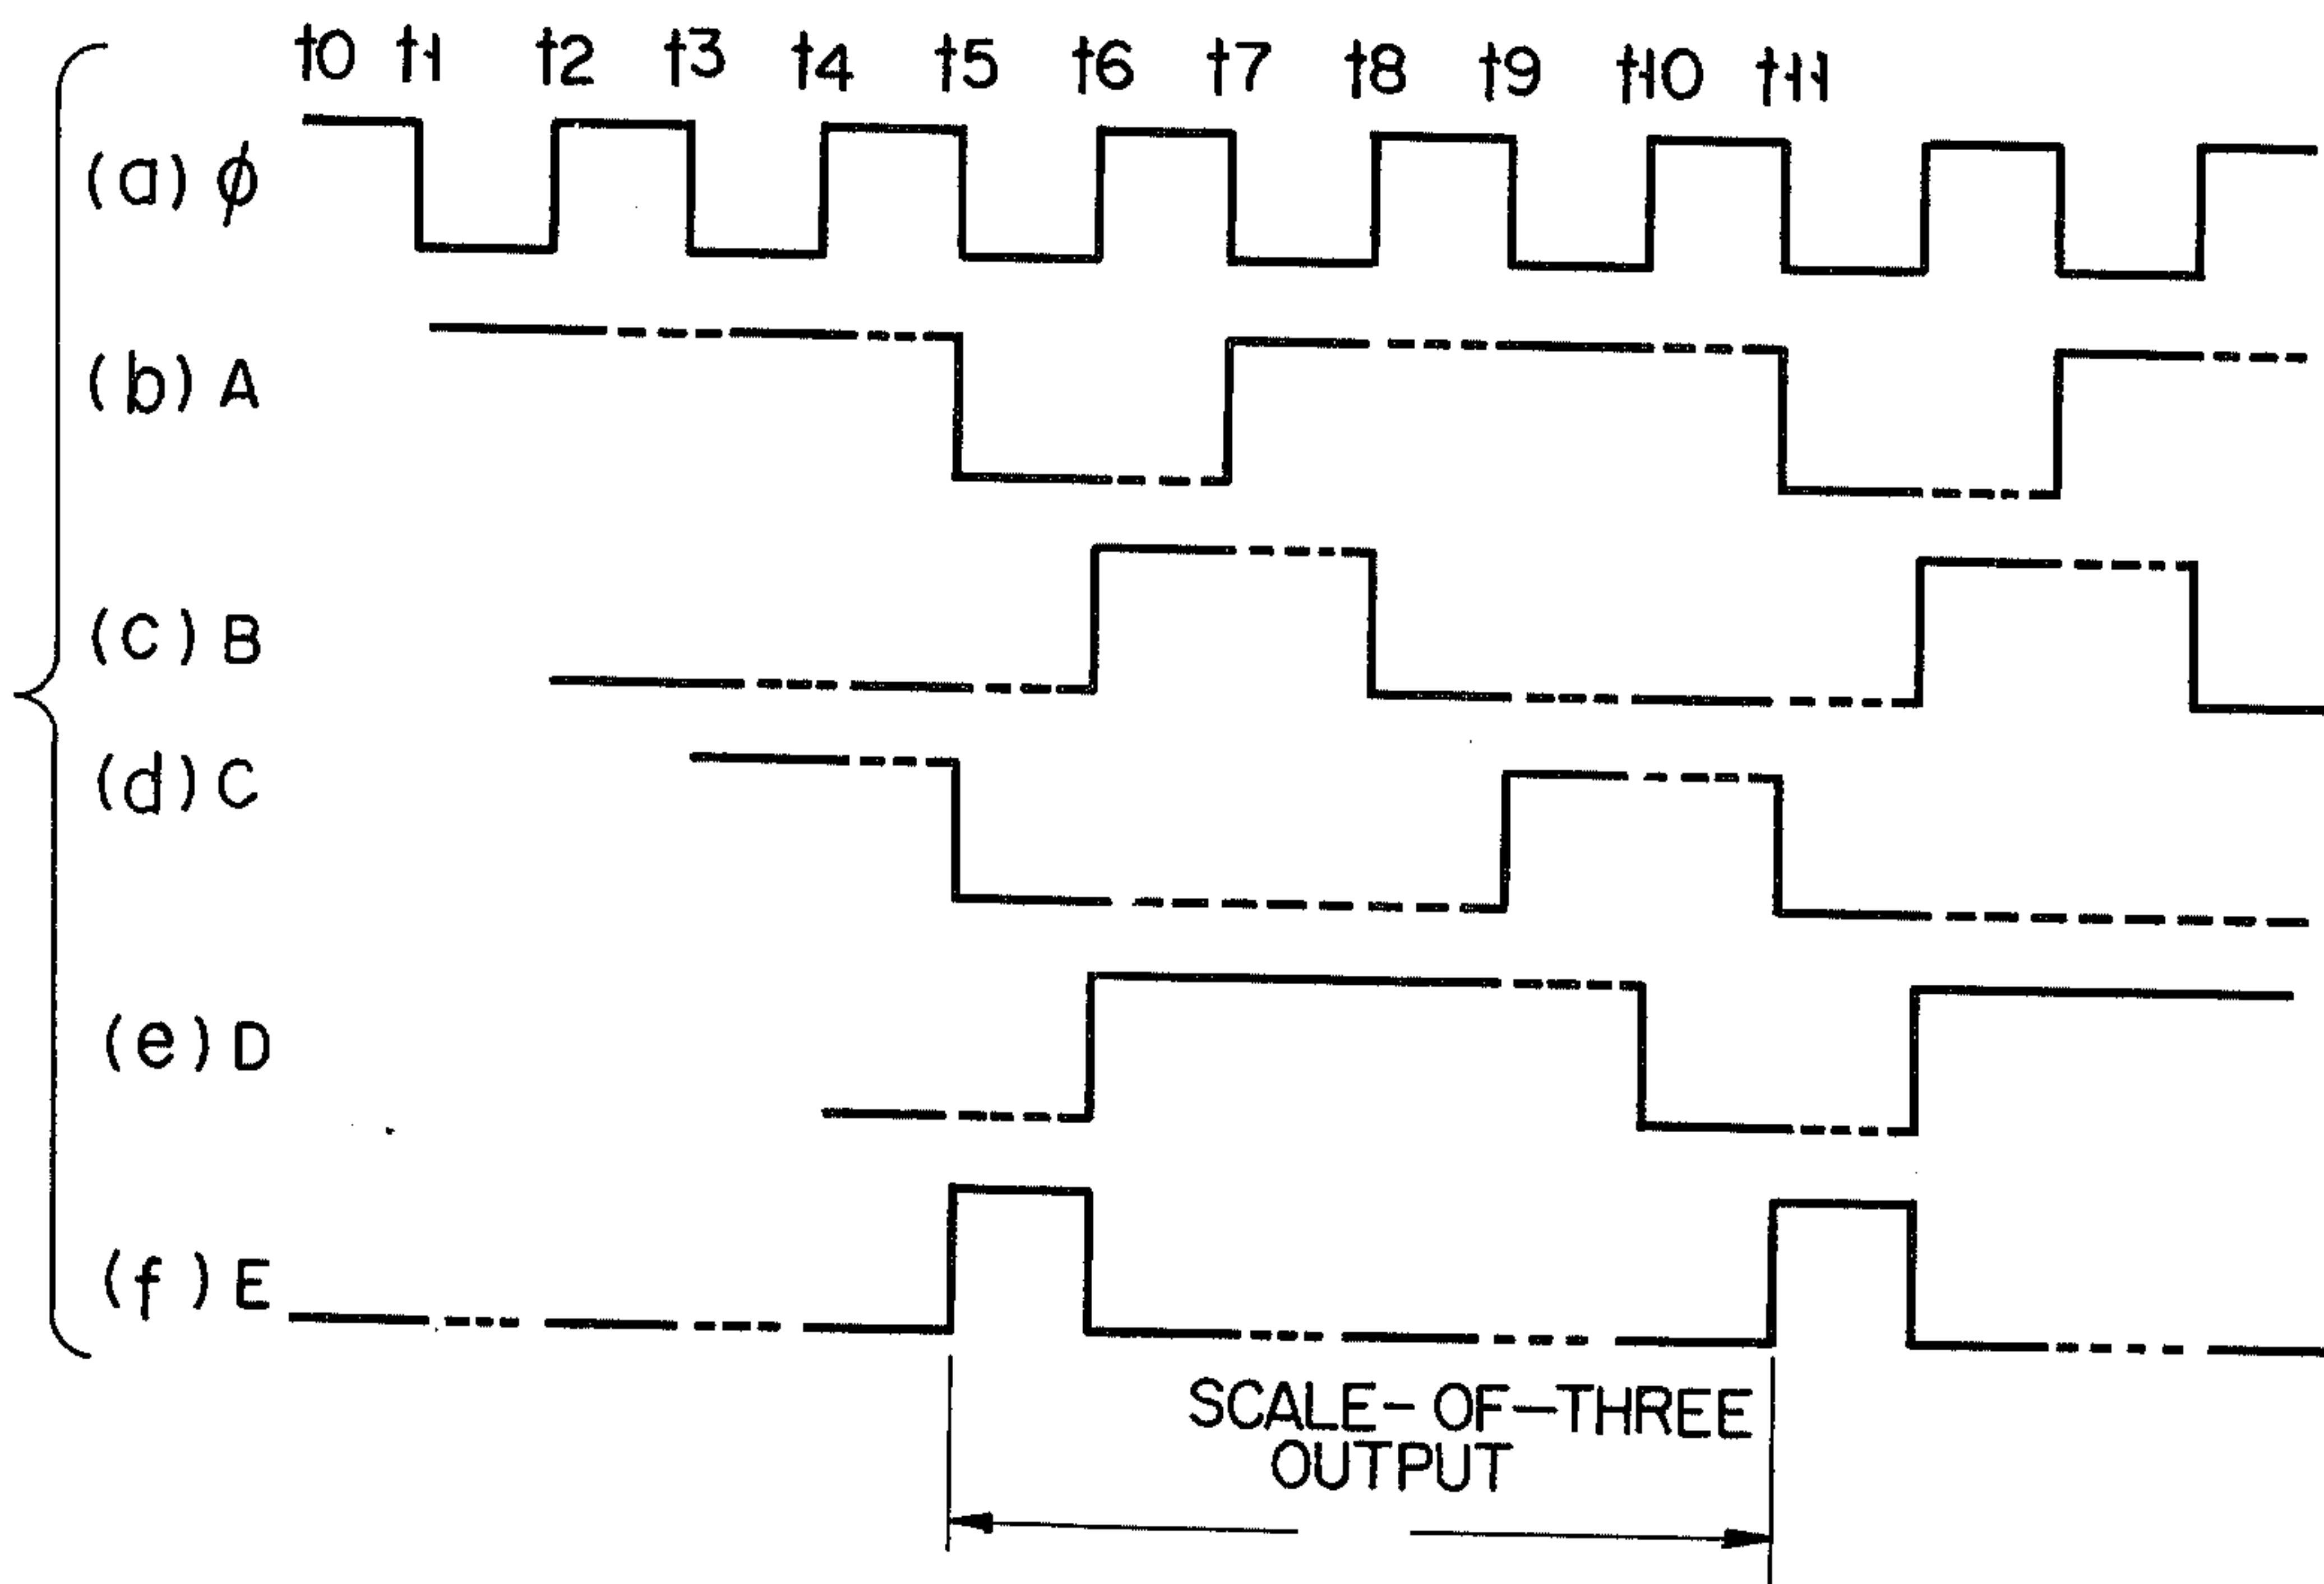 t0 t1 t2 t3 t4 t5 t6 t7 t8 t9 t10 t11
(a) ϕ
(b) A
(c) B
(d) C
(e) D
(f) E
SCALE-OF-THREE
OUTPUT